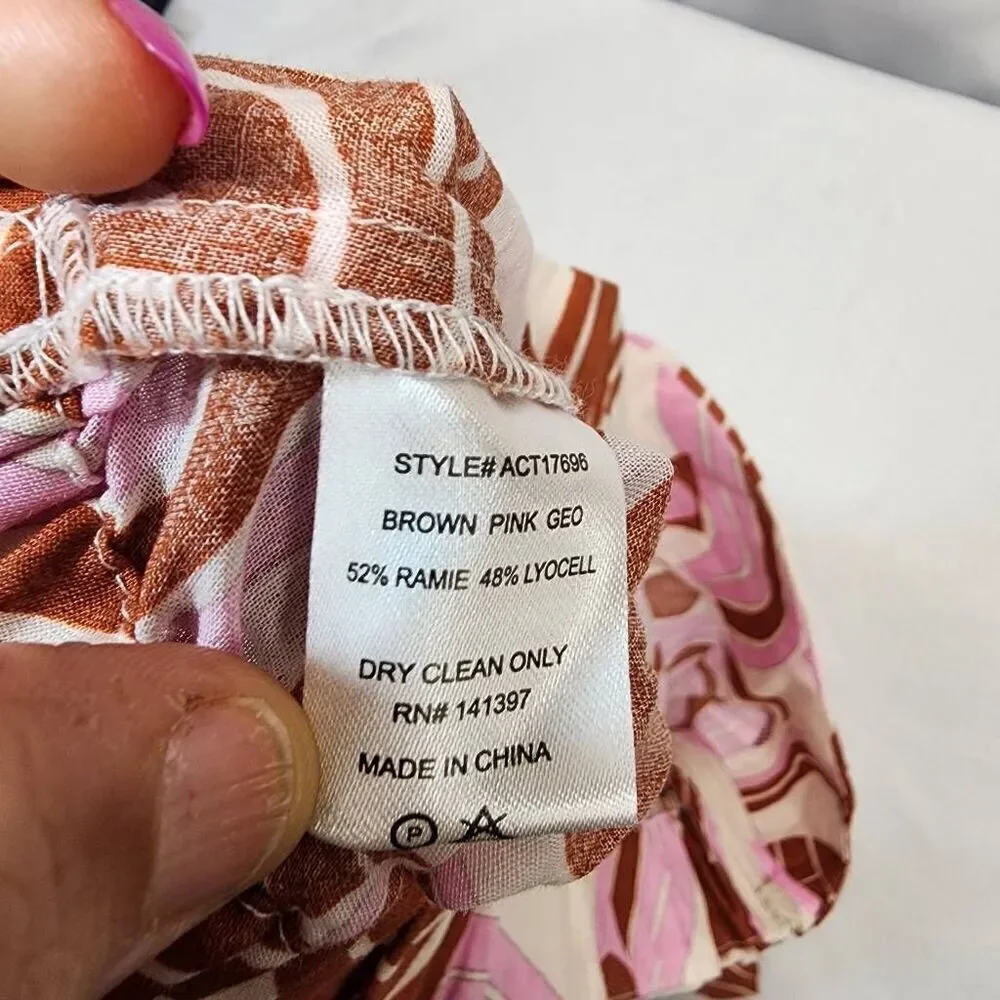 STYLE# ACT17696
BROWN PINK GEO
52% RAMIE 48% LYOCELL
DRY CLEAN ONLY
RN# 141397
MADE IN CHINA
P A